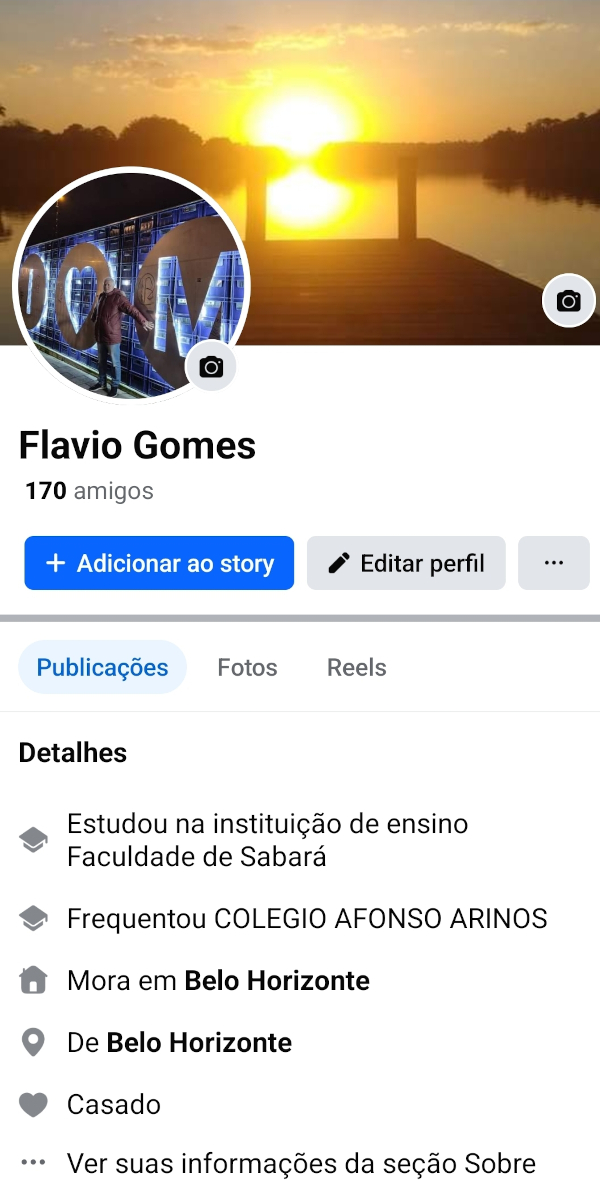 Flavio Gomes
170 amigos
+ Adicionar ao story
Editar perfil
...
Publicações
Fotos
Reels
Detalhes
Estudou na instituição de ensino
Faculdade de Sabará
Frequentou COLEGIO AFONSO ARINOS
Mora em Belo Horizonte
De Belo Horizonte
Casado
Ver suas informações da seção Sobre